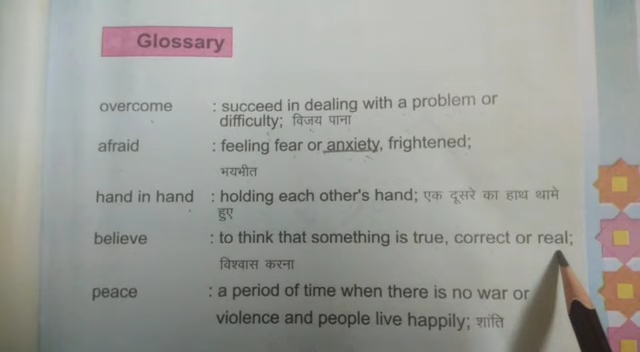 Glossary
overcome : succeed in dealing with a problem or
difficulty; विजय पाना
afraid : feeling fear or anxiety, frightened;
भयभीत
hand in hand : holding each other's hand; एक दूसरे का हाथ थामे
हुए
believe : to think that something is true, correct or real;
विश्वास करना
peace : a period of time when there is no war or
violence and people live happily; शांति